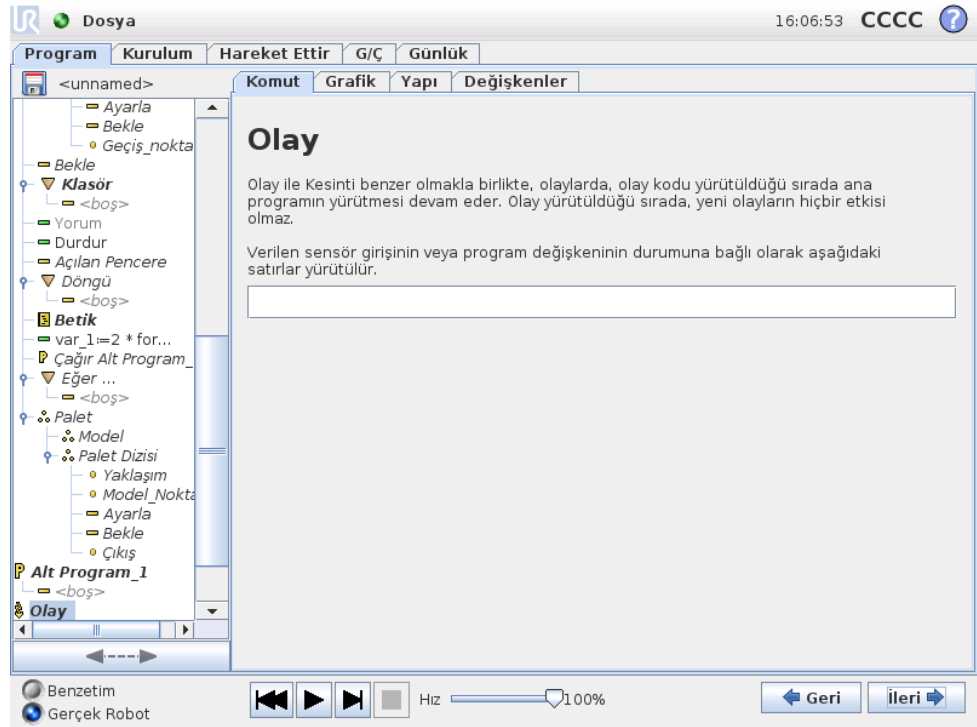 UR Dosya 16:06:53 CCCC ?
Program Kurulum Hareket Ettir G/Ç Günlük
<unnamed>
Komut Grafik Yapı Değişkenler
Ayarla
Bekle
Geçiş_nokta
Bekle
Klasör
<boş>
Yorum
Durdur
Açılan Pencere
Döngü
<boş>
Betik
var_1≔2 * for...
Çağır Alt Program_
Eğer ...
<boş>
Palet
Model
Palet Dizisi
Yaklaşım
Model_Nokta
Ayarla
Bekle
Çıkış
P Alt Program_1
<boş>
Olay
Olay
Olay ile Kesinti benzer olmakla birlikte, olaylarda, olay kodu yürütüldüğü sırada ana
programın yürütmesi devam eder. Olay yürütüldüğü sırada, yeni olayların hiçbir etkisi
olmaz.
Verilen sensör girişinin veya program değişkeninin durumuna bağlı olarak aşağıdaki
satırlar yürütülür.
Benzetim
Gerçek Robot
Hız 100%
Geri İleri